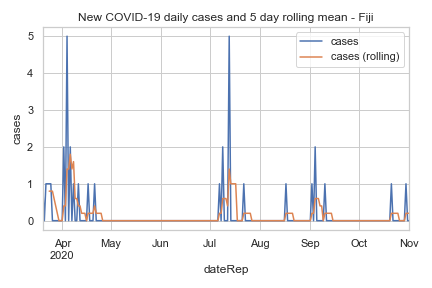 New COVID-19 daily cases and 5 day rolling mean - Fiji
cases
cases (rolling)
5
4
3
2
1
0
cases
Apr May Jun Jul Aug Sep Oct Nov
2020
dateRep